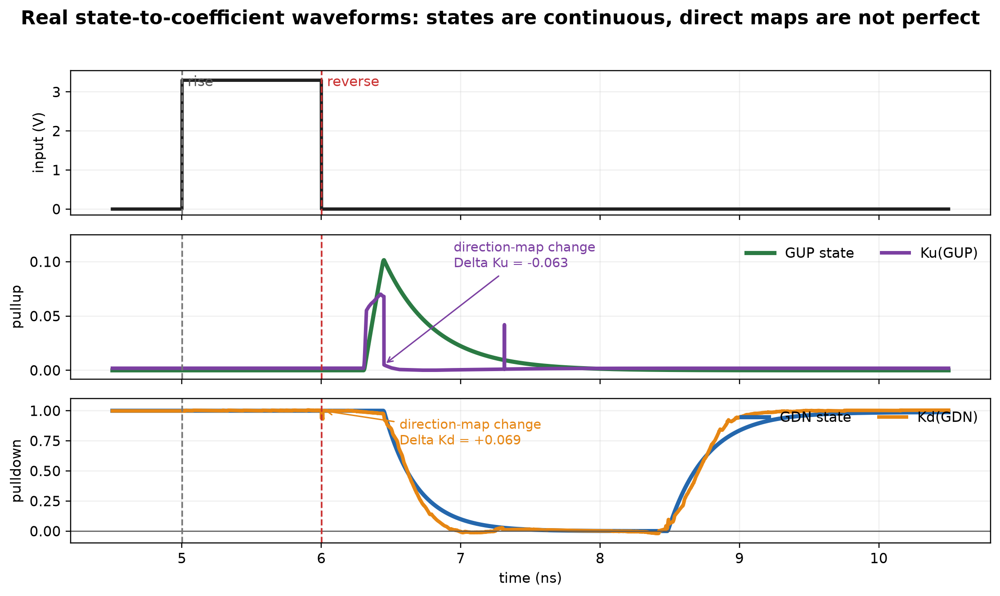 Real state-to-coefficient waveforms: states are continuous, direct maps are not perfect
rise
reverse
3
2
1
0
input (V)
direction-map change
Delta Ku = -0.063
GUP state
Ku(GUP)
0.10
0.05
0.00
pullup
direction-map change
Delta Kd = +0.069
GDN state
Kd(GDN)
1.00
0.75
0.50
0.25
0.00
pulldown
5
6
7
8
9
10
time (ns)